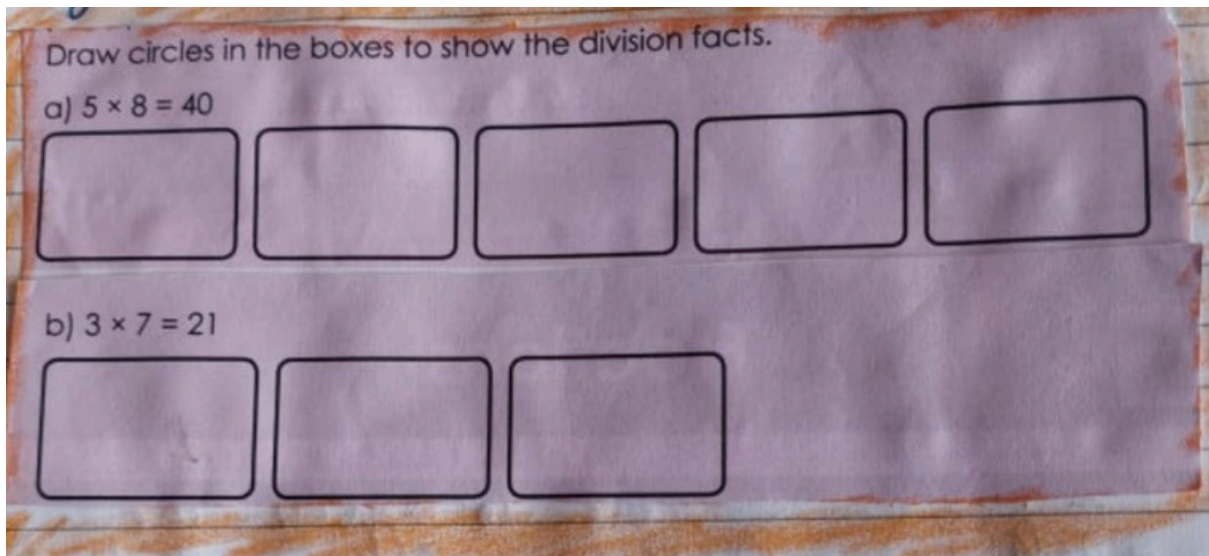 Draw circles in the boxes to show the division facts.
a) 5 × 8 = 40
b) 3 × 7 = 21